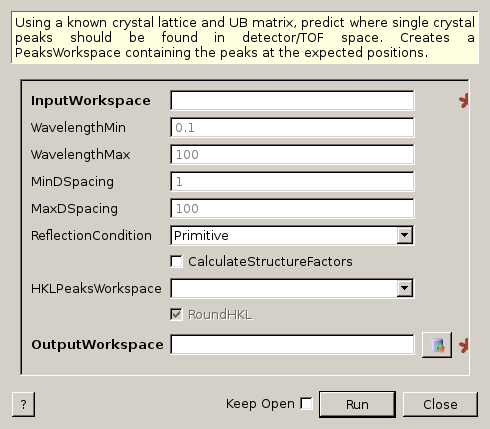 Using a known crystal lattice and UB matrix, predict where single crystal
peaks should be found in detector/TOF space. Creates a
PeaksWorkspace containing the peaks at the expected positions.
InputWorkspace
WavelengthMin 0.1
WavelengthMax 100
MinDSpacing 1
MaxDSpacing 100
ReflectionCondition Primitive
CalculateStructureFactors
HKLPeaksWorkspace
RoundHKL
OutputWorkspace
? Keep Open Run Close